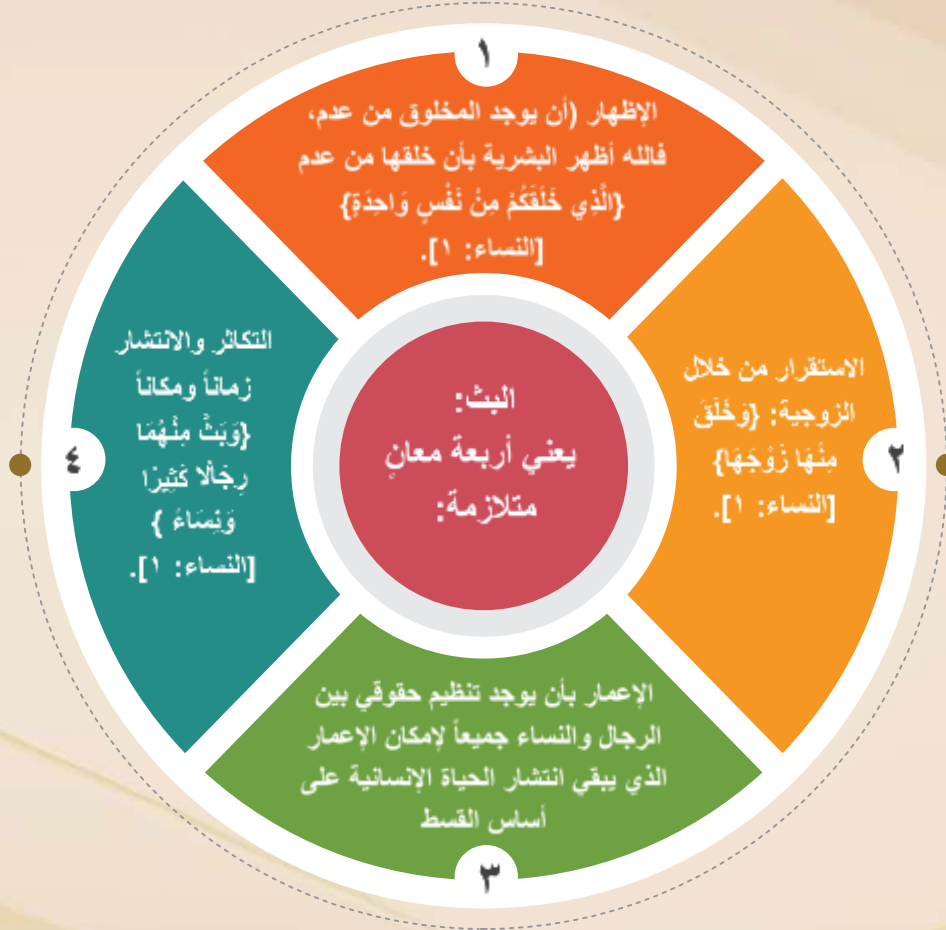 البث:
يعني أربعة معانٍ
متلازمة:
١
الإظهار (أن يوجد المخلوق من عدم،
فالله أظهر البشرية بأن خلقها من عدم
{الَّذِي خَلَقَكُمْ مِنْ نَفْسٍ وَاحِدَةٍ}
[النساء: ١].
٢
الاستقرار من خلال
الزوجية: {وَخَلَقَ
مِنْهَا زَوْجَهَا}
[النساء: ١].
٣
الإعمار بأن يوجد تنظيم حقوقي بين
الرجال والنساء جميعاً لإمكان الإعمار
الذي يبقي انتشار الحياة الإنسانية على
أساس القسط
٤
التكاثر والانتشار
زماناً ومكاناً
{وَبَثَّ مِنْهُمَا
رِجَالًا كَثِيرًا
وَنِسَاءً }
[النساء: ١].